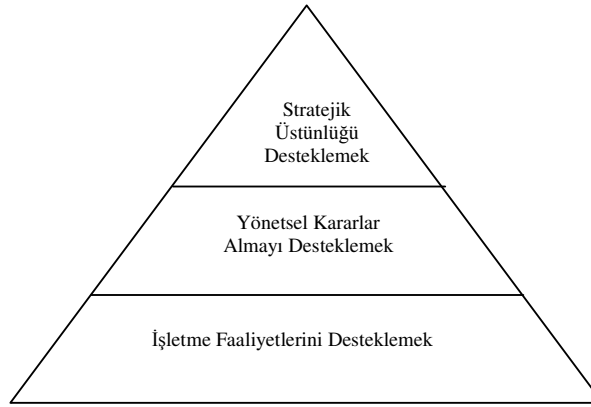 Stratejik
Üstünlüğü
Desteklemek
Yönetsel Kararlar
Almayı Desteklemek
İşletme Faaliyetlerini Desteklemek